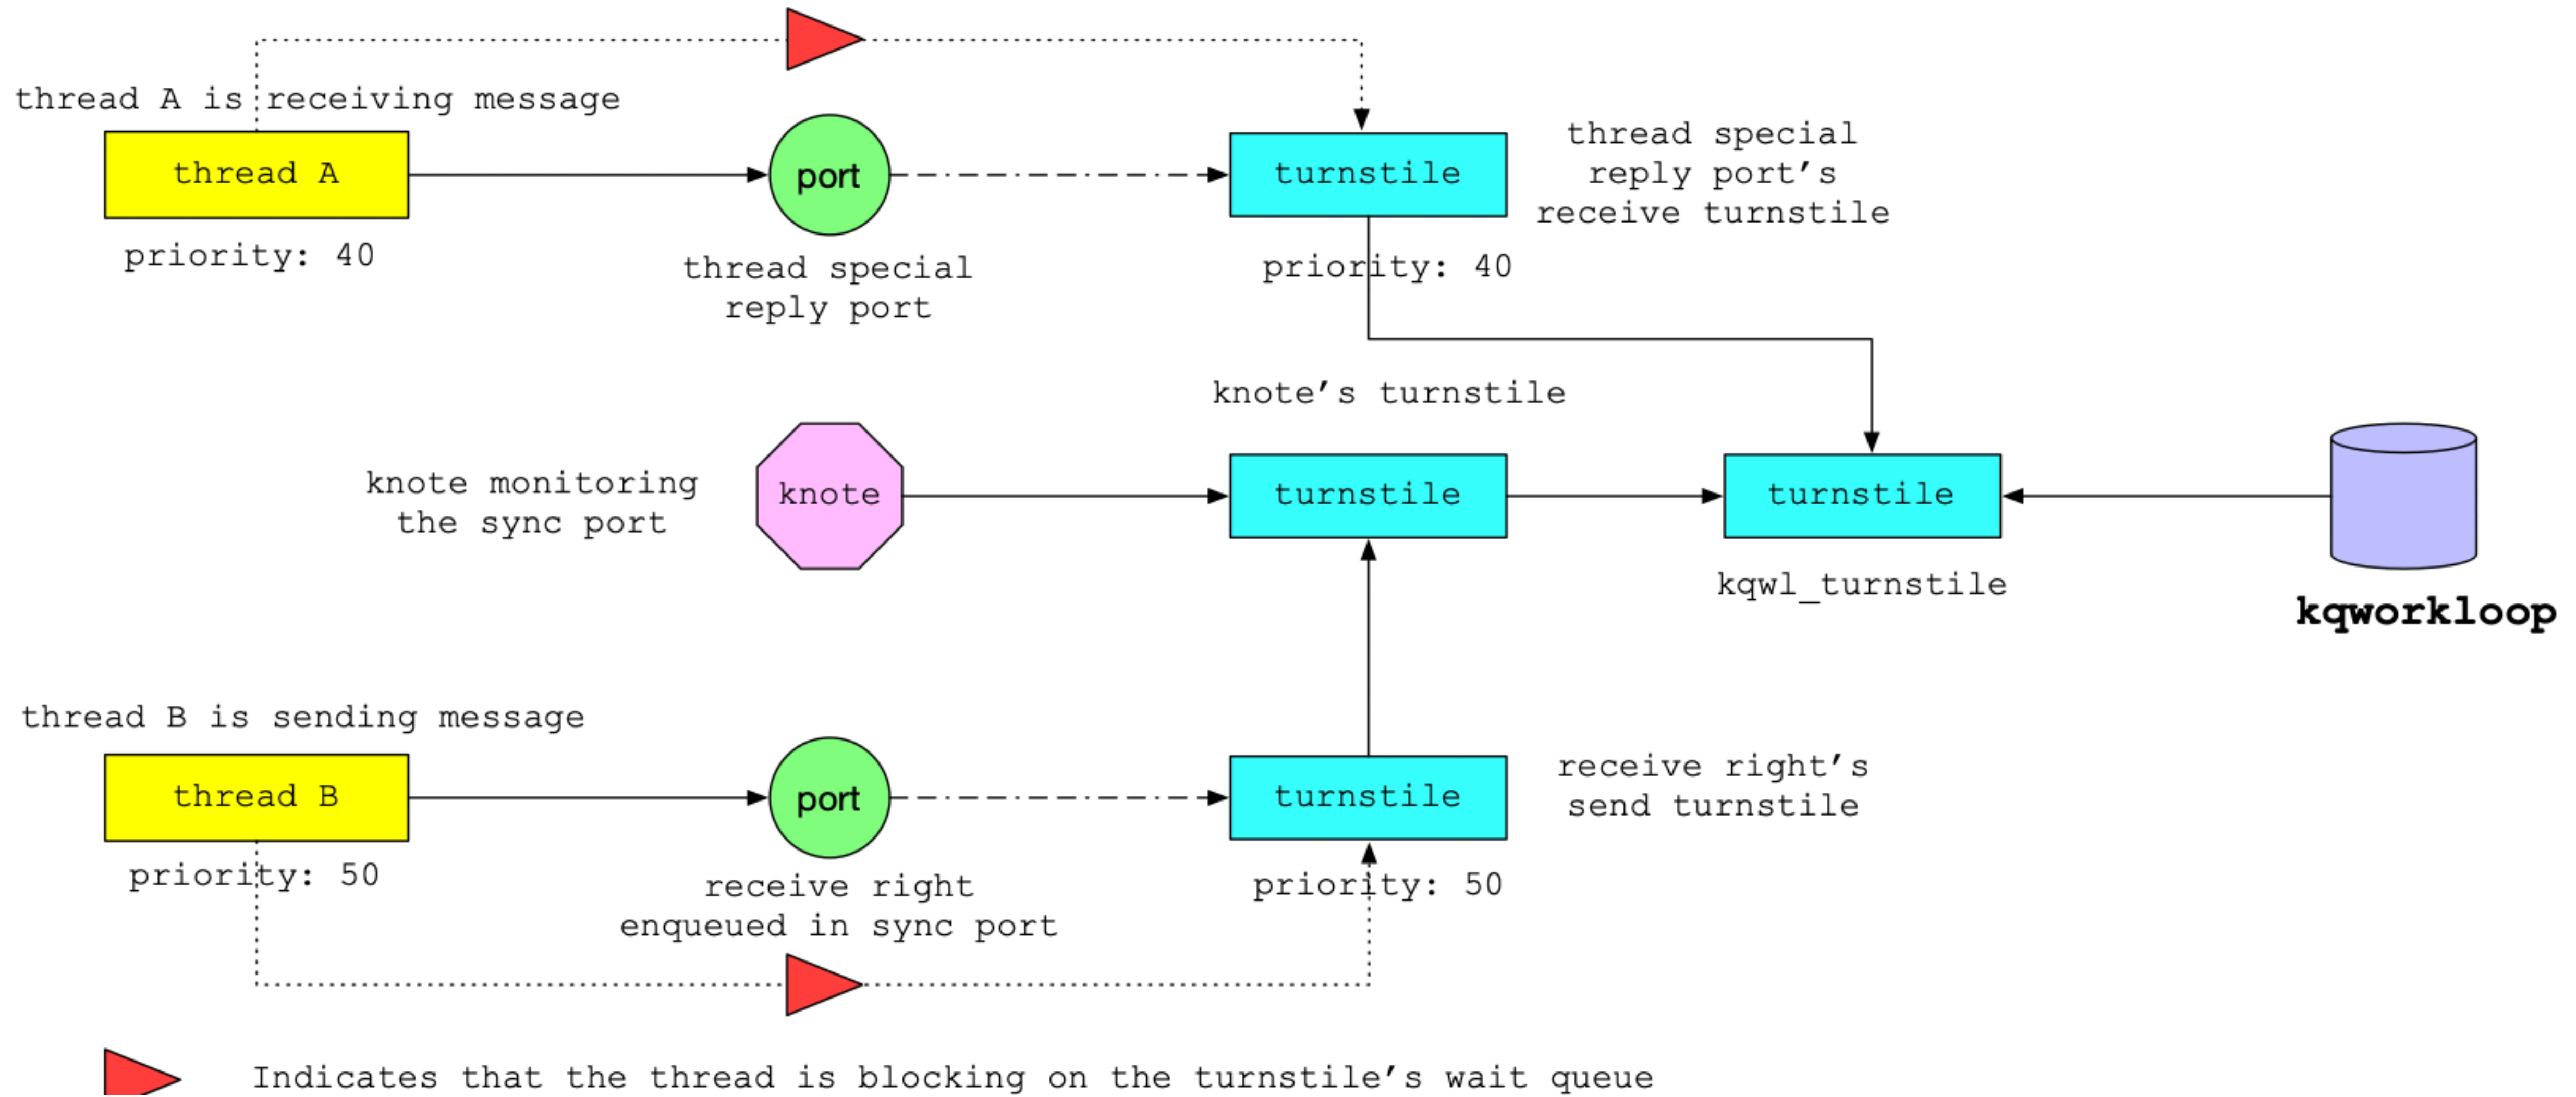 thread A is receiving message
thread A
priority: 40
port
thread special
reply port
turnstile
priority: 40
thread special
reply port’s
receive turnstile
knote’s turnstile
knote monitoring
the sync port
knote
turnstile
turnstile
kqwl_turnstile
kqworkloop
thread B is sending message
thread B
priority: 50
port
receive right
enqueued in sync port
turnstile
priority: 50
receive right’s
send turnstile
Indicates that the thread is blocking on the turnstile’s wait queue